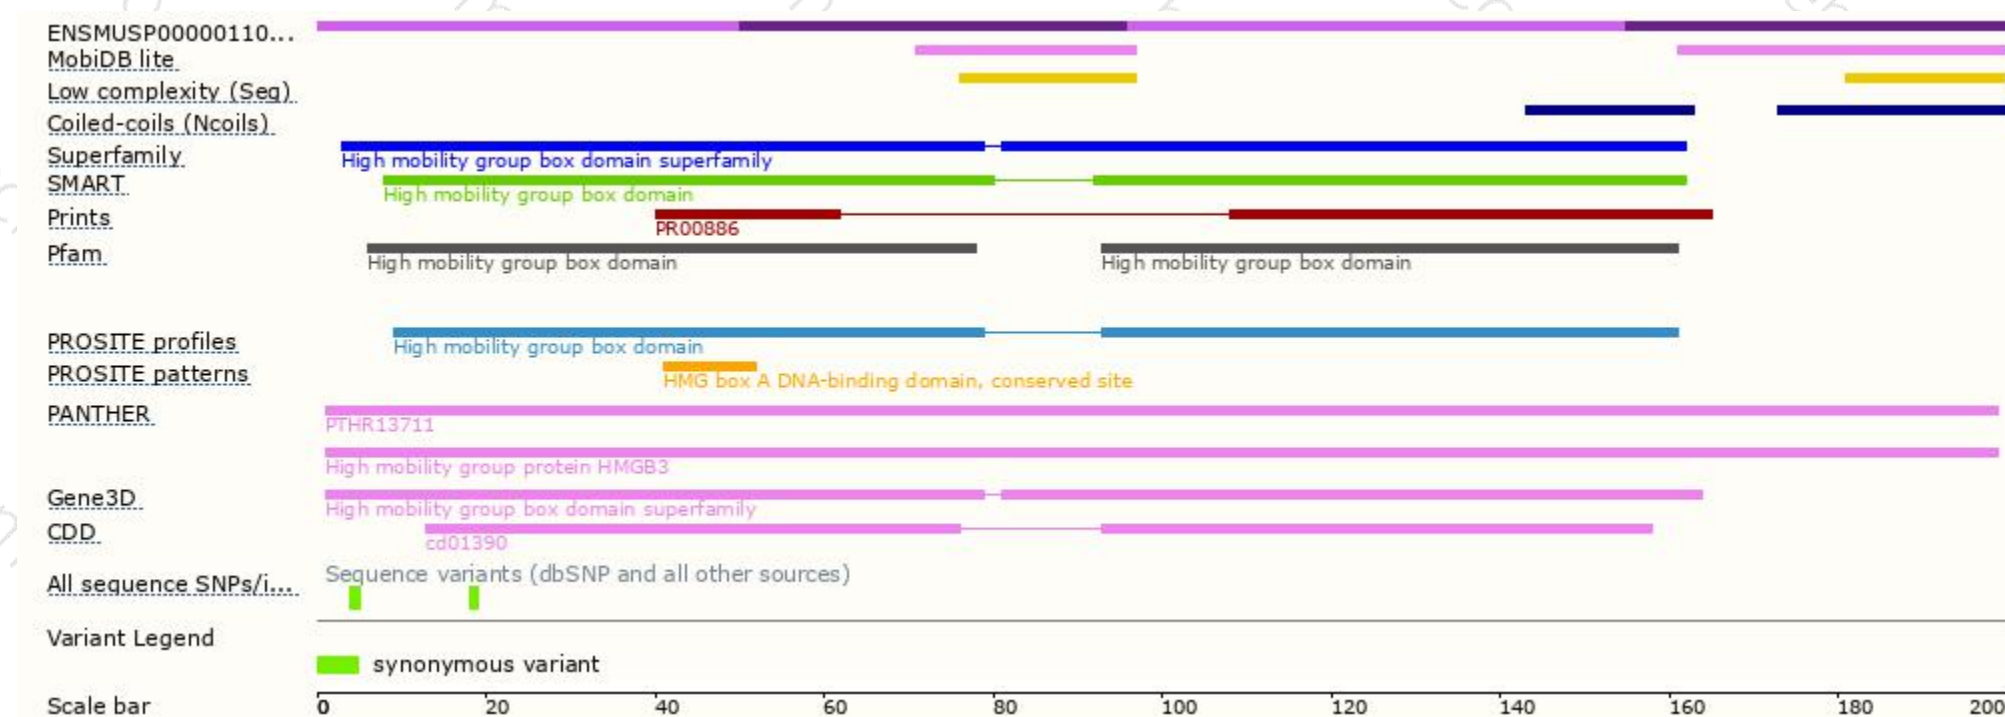 ENSMUSP00000110...
MobiDB lite
Low complexity (Seg)
Coiled-coils (Ncoils)
Superfamily
High mobility group box domain superfamily
SMART
High mobility group box domain
Prints
PR00886
Pfam
High mobility group box domain High mobility group box domain
PROSITE profiles
High mobility group box domain
PROSITE patterns
HMG box A DNA-binding domain, conserved site
PANTHER
PTHR13711
High mobility group protein HMGB3
Gene3D
High mobility group box domain superfamily
CDD
cd01390
All sequence SNPs/i...
Sequence variants (dbSNP and all other sources)
Variant Legend
synonymous variant
Scale bar 0 20 40 60 80 100 120 140 160 180 200